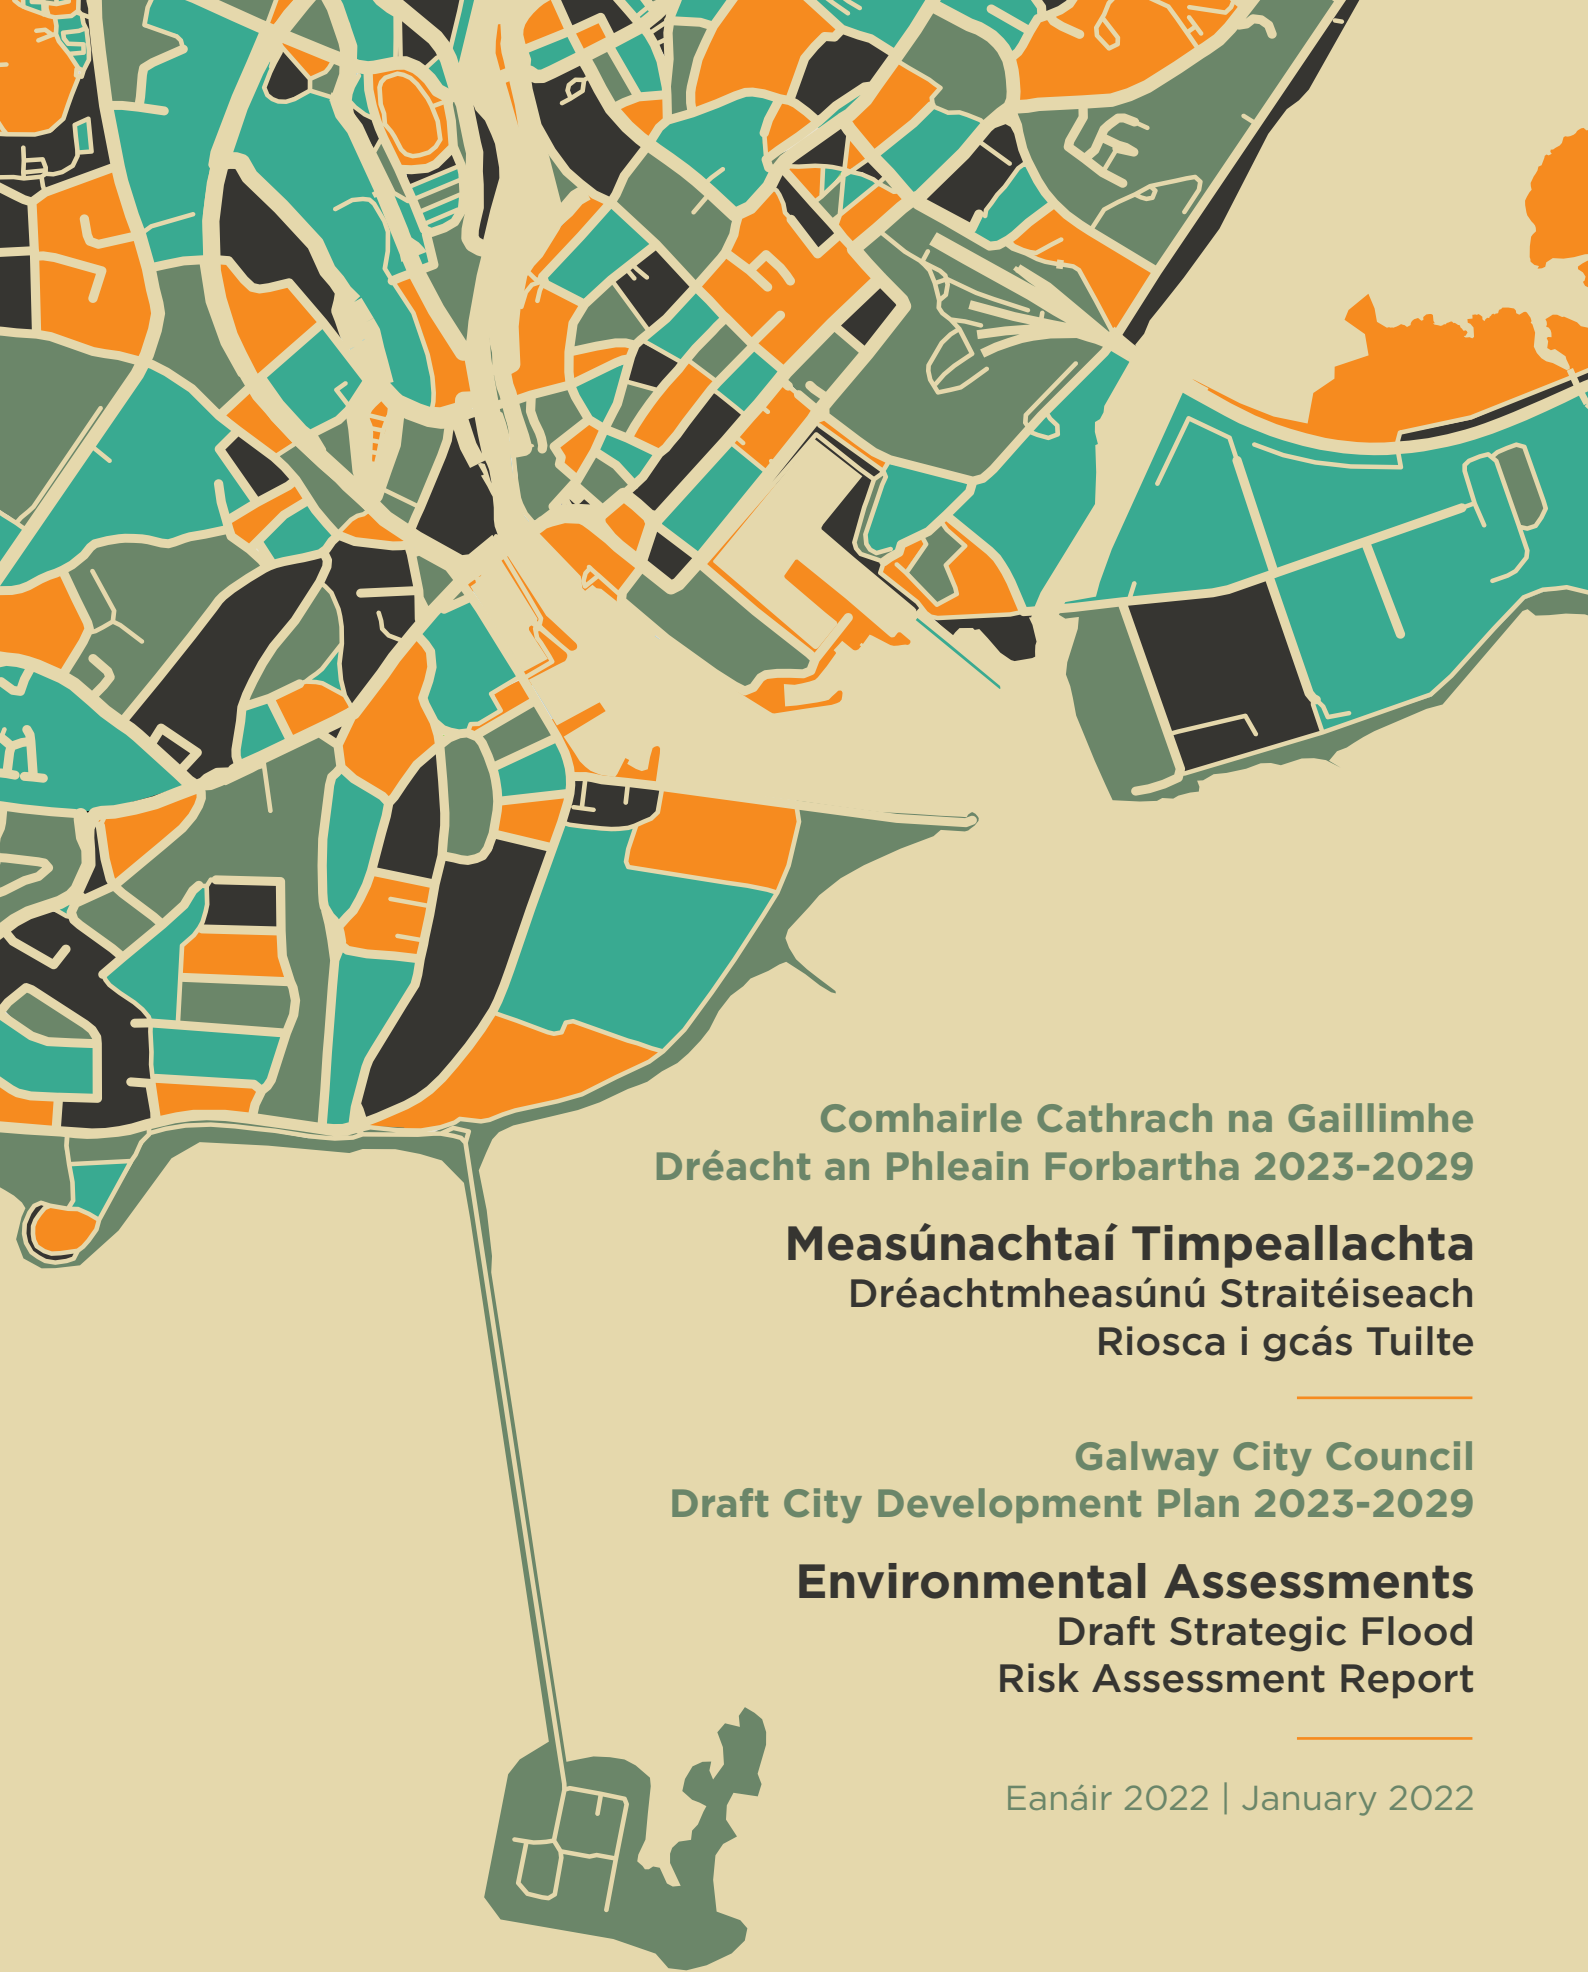 Comhairle Cathrach na Gaillimhe
Dréacht an Phleain Forbartha 2023-2029
Measúnachtaí Timpeallachta
Dréachtmheasúnú Straitéiseach
Riosca i gcás Tuilte
Galway City Council
Draft City Development Plan 2023-2029
Environmental Assessments
Draft Strategic Flood
Risk Assessment Report
Eanáir 2022 | January 2022